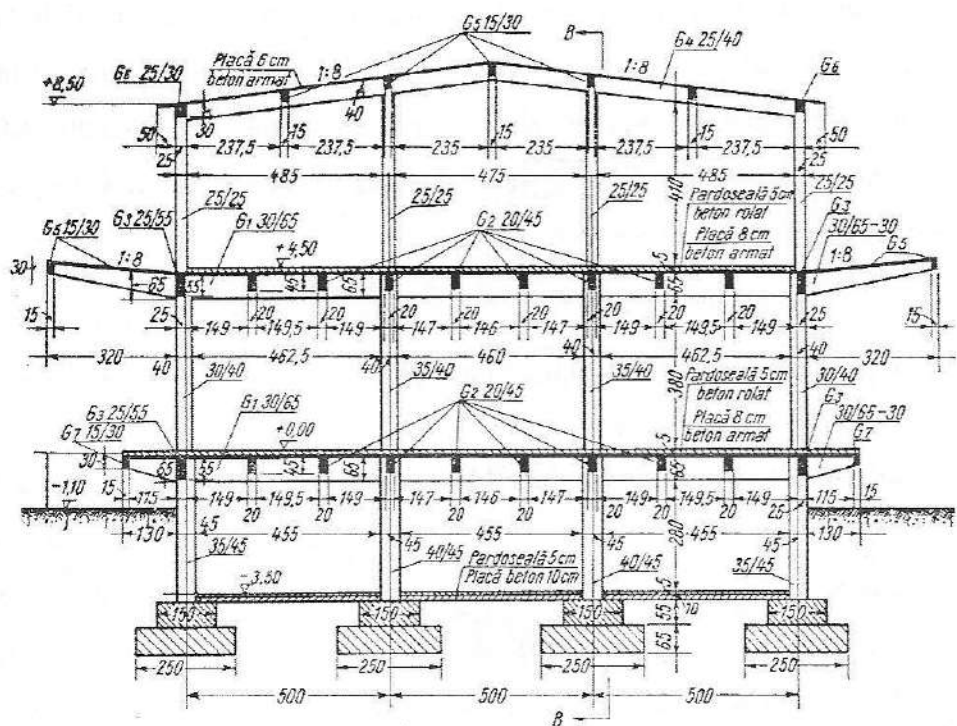 G5 15/30
B
GE 25/30
Placă 6 cm
beton armat
1:8
1:8
G4 25/40
G6
+8,50
50
30
15
40
15
15
50
25
237,5 237,5 235 235 237,5 237,5
25
485 475 485
410
25/25 25/25 25/25 25/25
Pardoseală 5cm
beton rolat
Placă 8 cm
beton armat
G3 25/55
G1 30/65
G2 20/45
+4,50
G3
30/65-30
G5
G6 15/30
1:8
1:8
30
65 55 45 65 5 65
15 25 149 20 149,5 20 149 20 147 20 146 20 147 20 149 20 149,5 20 149 25 15
320 40 462,5 40 460 40 462,5 40 320
30/40 35/40 35/40 30/40
380
Pardoseală 5cm
beton rolat
Placă 8 cm
beton armat
G2 20/45
G3 25/55
G1 30/65
+0,00
G3
30/65-30
G7
G7 15/30
30
65 55 45 65 5 65
-1,10
15 115 149 149,5 149 147 146 147 149 149,5 149 115 15
20 20 20 20 20 20 20 25
130 45 455 45 455 45 455 45 130
280
35/45 40/45 40/45 35/45
Pardoseală 5cm
Placă beton 10cm
-3,50
5
10
150 150 150 55 150
65
250 250 250 250
500 500 500
B